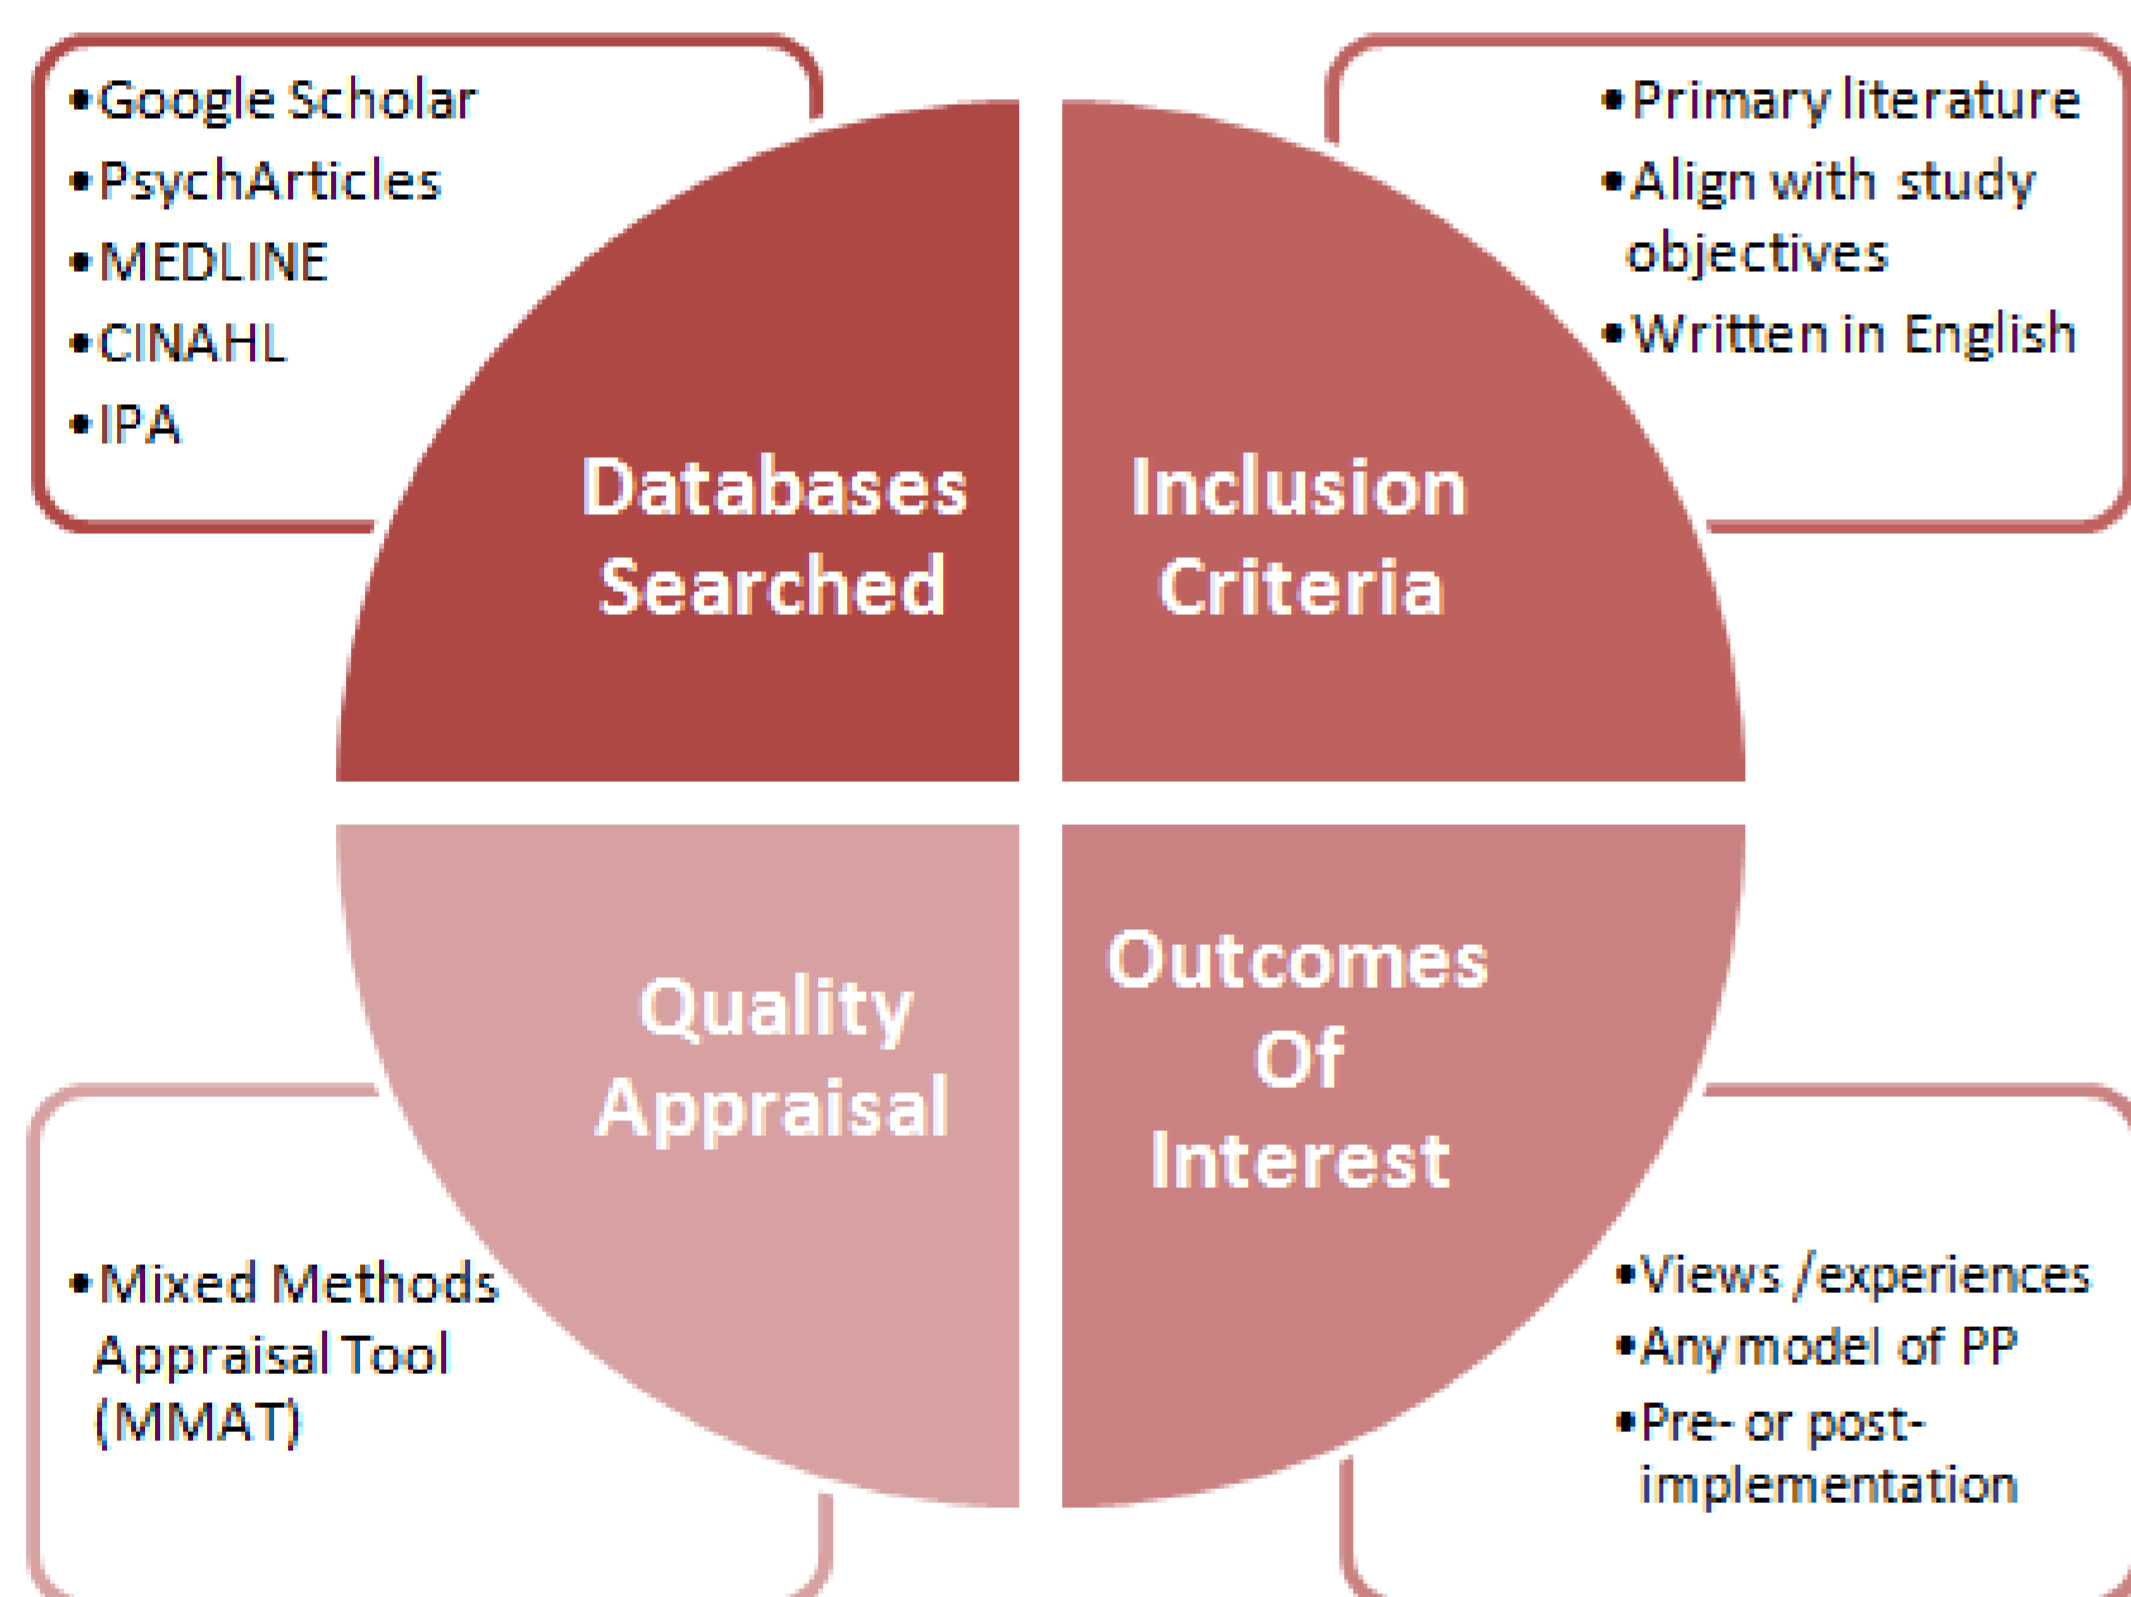 •Google Scholar
•PsychArticles
•MEDLINE
•CINAHL
•IPA
Databases
Searched
•Primary literature
•Align with study
objectives
•Written in English
Inclusion
Criteria
Quality
Appraisal
•Mixed Methods
Appraisal Tool
(MMAT)
Outcomes
Of
Interest
•Views /experiences
•Any model of PP
•Pre- or post-
implementation